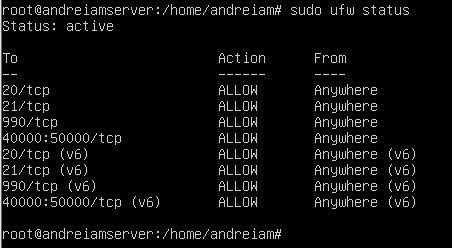 root@andreiamserver:/home/andreiam# sudo ufw status
Status: active
To Action From
-- ------ ----
20/tcp ALLOW Anywhere
21/tcp ALLOW Anywhere
990/tcp ALLOW Anywhere
40000:50000/tcp ALLOW Anywhere
20/tcp (v6) ALLOW Anywhere (v6)
21/tcp (v6) ALLOW Anywhere (v6)
990/tcp (v6) ALLOW Anywhere (v6)
40000:50000/tcp (v6) ALLOW Anywhere (v6)
root@andreiamserver:/home/andreiam#